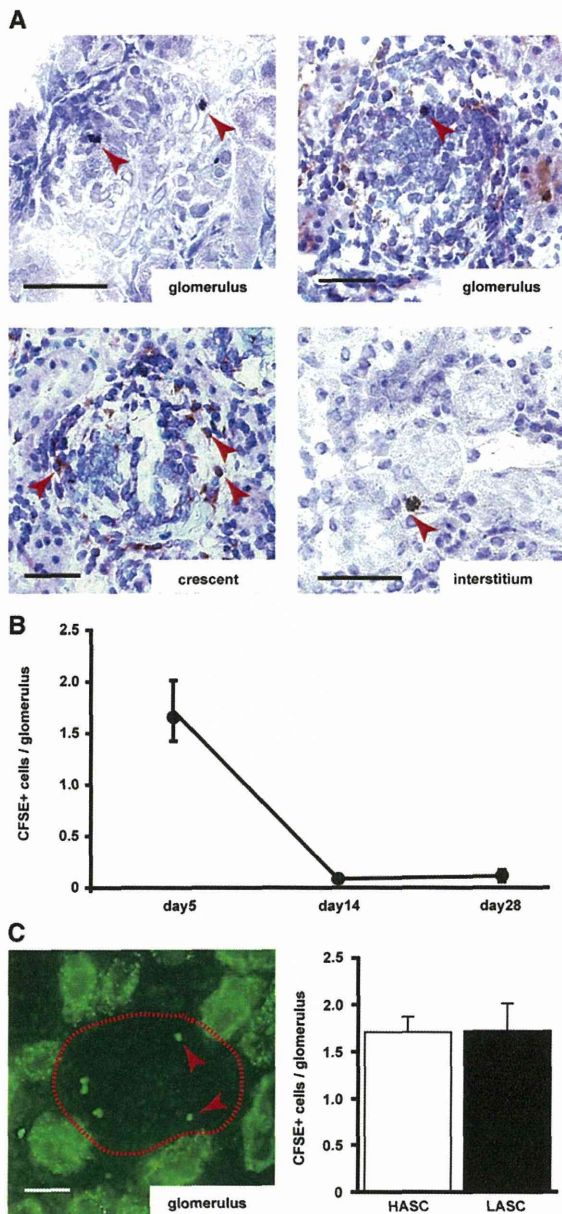 A
glomerulus
glomerulus
crescent
interstitium
B
CFSE+ cells / glomerulus
2.5
2.0
1.5
1.0
0.5
0
day5
day14
day28
C
glomerulus
CFSE+ cells / glomerulus
2.5
2.0
1.5
1.0
0.5
0
HASC
LASC